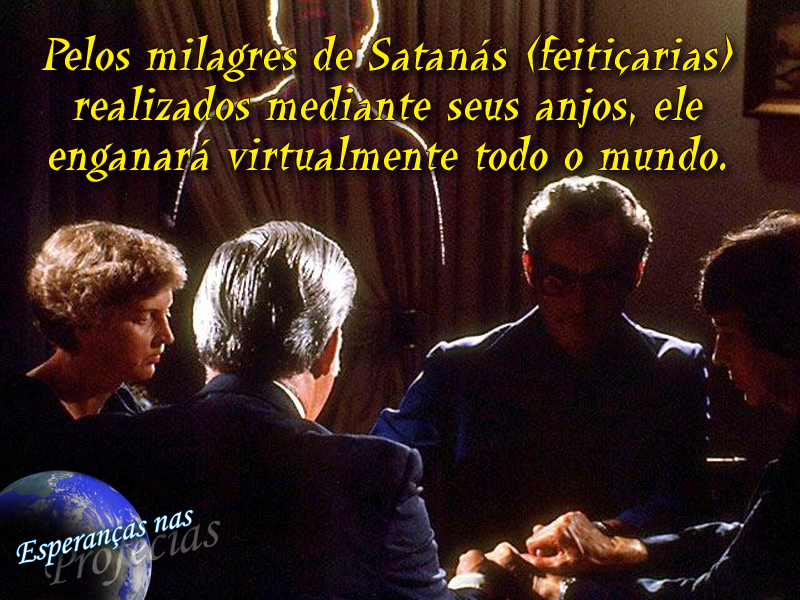 Pelos milagres de Satanás (feitiçarias)
realizados mediante seus anjos, ele
enganará virtualmente todo o mundo.
Esperanças nas
Profecias